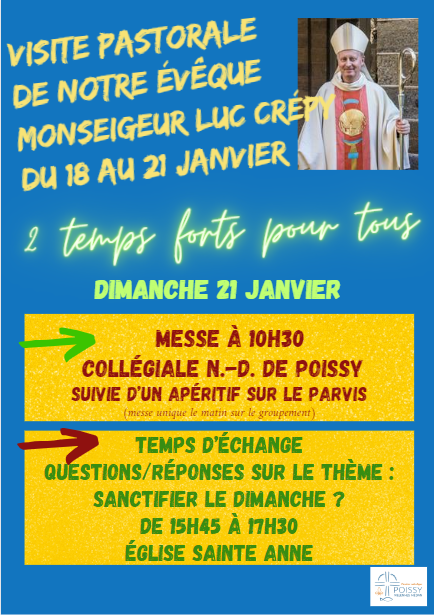 VISITE PASTORALE
DE NOTRE ÉVÊQUE
MONSEIGEUR LUC CRÉPY
DU 18 AU 21 JANVIER
2 temps forts pour tous
DIMANCHE 21 JANVIER
MESSE À 10H30
COLLÉGIALE N.-D. DE POISSY
SUIVIE D'UN APÉRITIF SUR LE PARVIS
(messe unique le matin sur le groupement)
TEMPS D'ÉCHANGE
QUESTIONS/RÉPONSES SUR LE THÈME :
SANCTIFIER LE DIMANCHE ?
DE 15H45 À 17H30
ÉGLISE SAINTE ANNE
POISSY